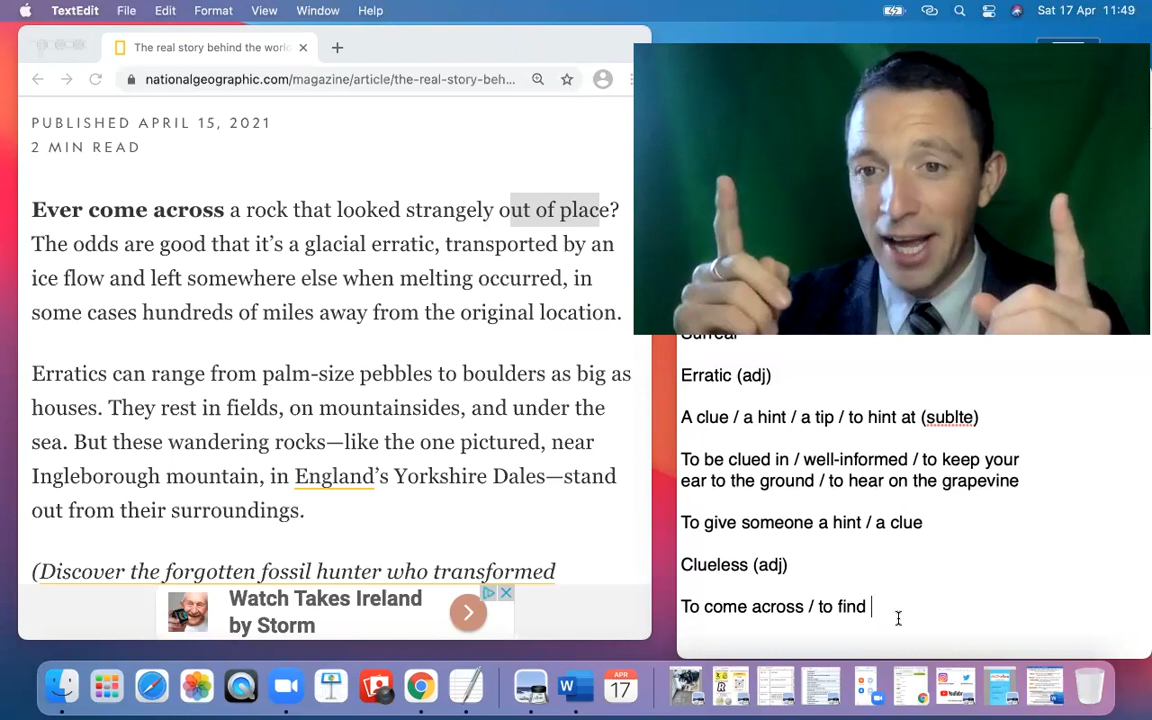 TextEdit File Edit Format View Window Help Sat 17 Apr 11:49
The real story behind the worl
nationalgeographic.com/magazine/article/the-real-story-beh...
PUBLISHED APRIL 15, 2021
2 MIN READ
Ever come across a rock that looked strangely out of place?
The odds are good that it's a glacial erratic, transported by an
ice flow and left somewhere else when melting occurred, in
some cases hundreds of miles away from the original location.
Erratics can range from palm-size pebbles to boulders as big as
houses. They rest in fields, on mountainsides, and under the
sea. But these wandering rocks—like the one pictured, near
Ingleborough mountain, in England's Yorkshire Dales—stand
out from their surroundings.
(Discover the forgotten fossil hunter who transformed
Watch Takes Ireland
by Storm
Surreal
Erratic (adj)
A clue / a hint / a tip / to hint at (sublte)
To be clued in / well-informed / to keep your
ear to the ground / to hear on the grapevine
To give someone a hint / a clue
Clueless (adj)
To come across / to find
APR
17